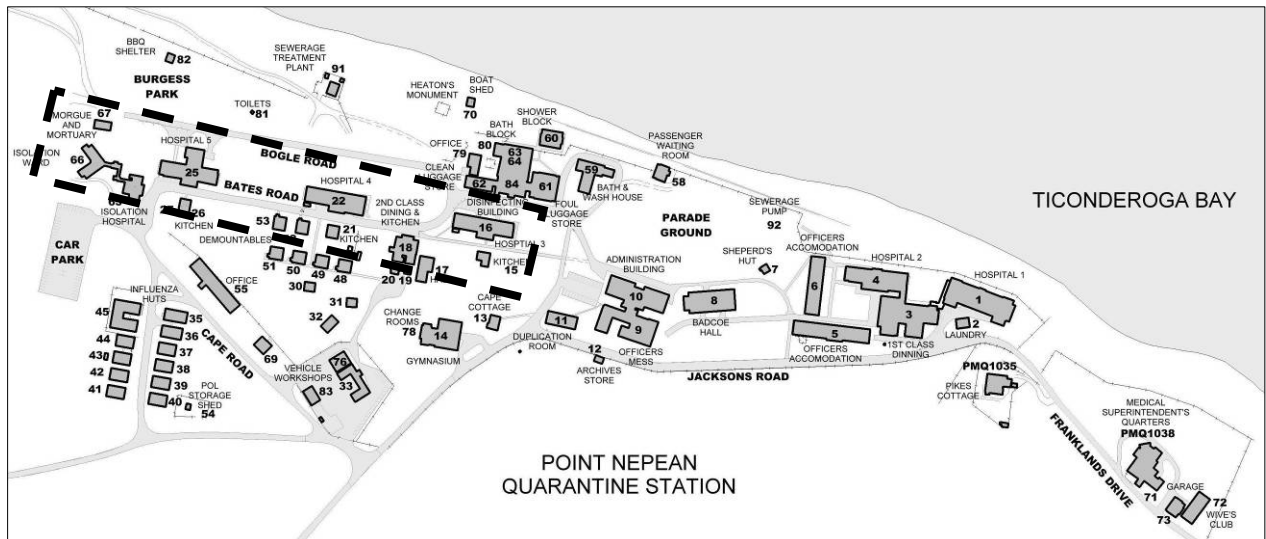 BBQ
SHELTER
82
BURGESS
PARK
SEWERAGE
TREATMENT
PLANT
91
TOILETS
81
HEATON'S
MONUMENT
BOAT
SHED
70
SHOWER
BLOCK
60
BATH
BLOCK
80
63
64
OFFICE
79
CLEAN
LUGGAGE
STORE
62
84
61
59
BATH &
WASH HOUSE
PASSENGER
WAITING
ROOM
58
TICONDEROGA BAY
67
MORGUE
AND
MORTUARY
ISOLATION
WARD
66
ISOLATION
HOSPITAL
HOSPITAL 5
25
BOGLE ROAD
BATES ROAD
HOSPITAL 4
22
2ND CLASS
DINING
& KITCHEN
DISINFECTING
BUILDING
FOUL
LUGGAGE
STORE
16
HOSPTIAL 3
KITCHEN
15
26
KITCHEN
DEMOUNTABLES
53
21
KITCHEN
18
17
20
19
51
50
49
48
30
31
32
CAR
PARK
OFFICE
55
INFLUENZA
HUTS
45
44
43
42
41
35
36
37
38
39
40
CAPE ROAD
POL
STORAGE
SHED
54
69
VEHICLE
WORKSHOPS
76
33
83
CHANGE
ROOMS
78
14
GYMNASIUM
CAPE
COTTAGE
13
PARADE
GROUND
SEWERAGE
PUMP
92
SHEPERD'S
HUT
7
ADMINISTRATION
BUILDING
10
9
OFFICERS
MESS
11
DUPLICATION
ROOM
12
ARCHIVES
STORE
8
BADCOE
HALL
OFFICERS
ACCOMODATION
6
5
OFFICERS
ACCOMODATION
HOSPITAL 2
4
3
1ST CLASS
DINNING
HOSPITAL 1
1
2
LAUNDRY
JACKSONS ROAD
PMQ1035
PIKES
COTTAGE
FRANKLANDS DRIVE
MEDICAL
SUPERINTENDENT'S
QUARTERS
PMQ1038
71
GARAGE
73
72
WIVE'S
CLUB
POINT NEPEAN
QUARANTINE STATION